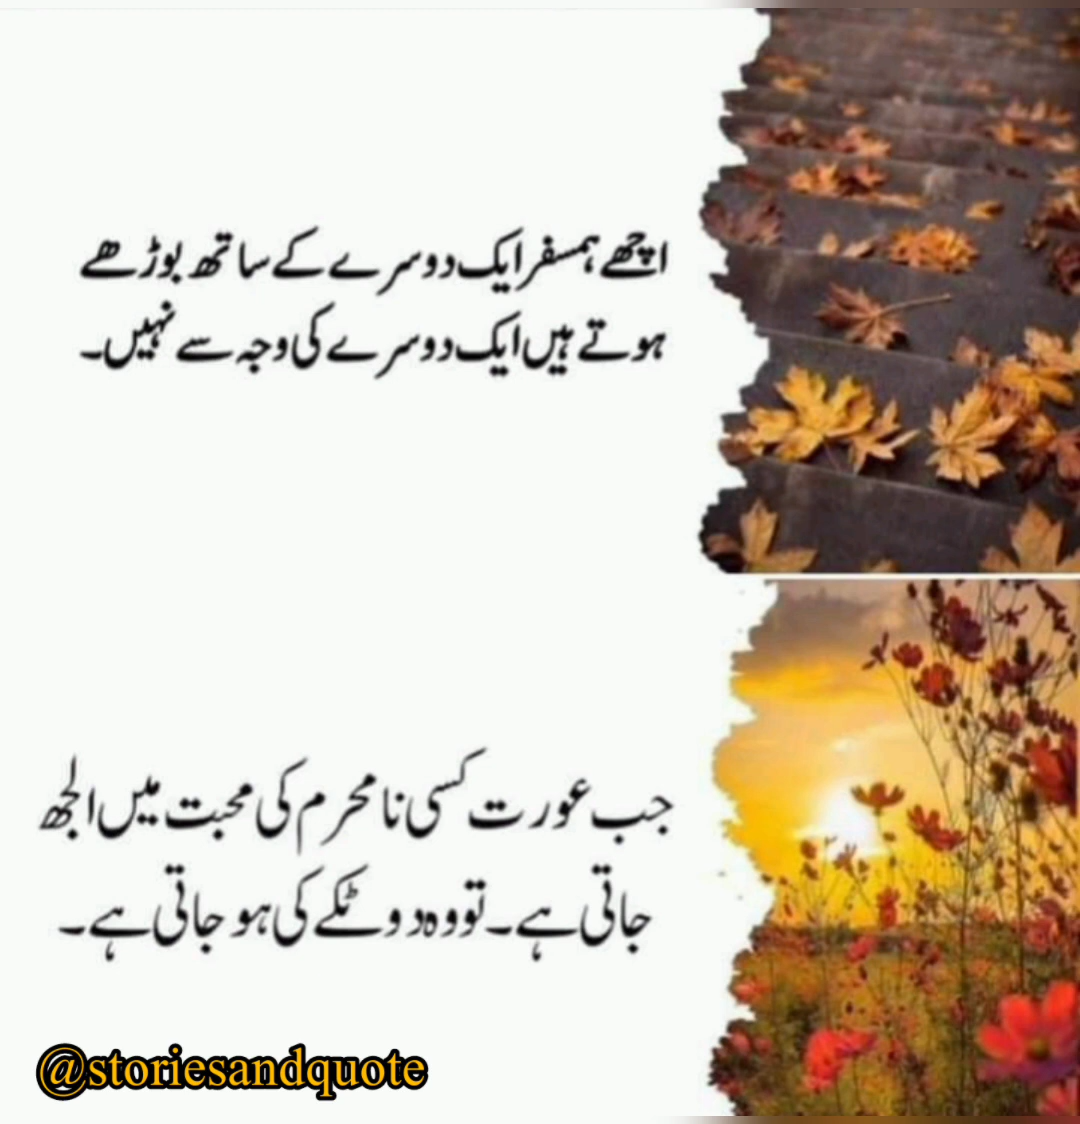 اچھے ہمسفر ایک دوسرے کے ساتھ بوڑھے
ہوتے ہیں ایک دوسرے کی وجہ سے نہیں۔
جب عورت کسی نامحرم کی محبت میں الجھ
جاتی ہے۔ تو وہ دو ٹکے کی ہو جاتی ہے۔
@storiesandquote